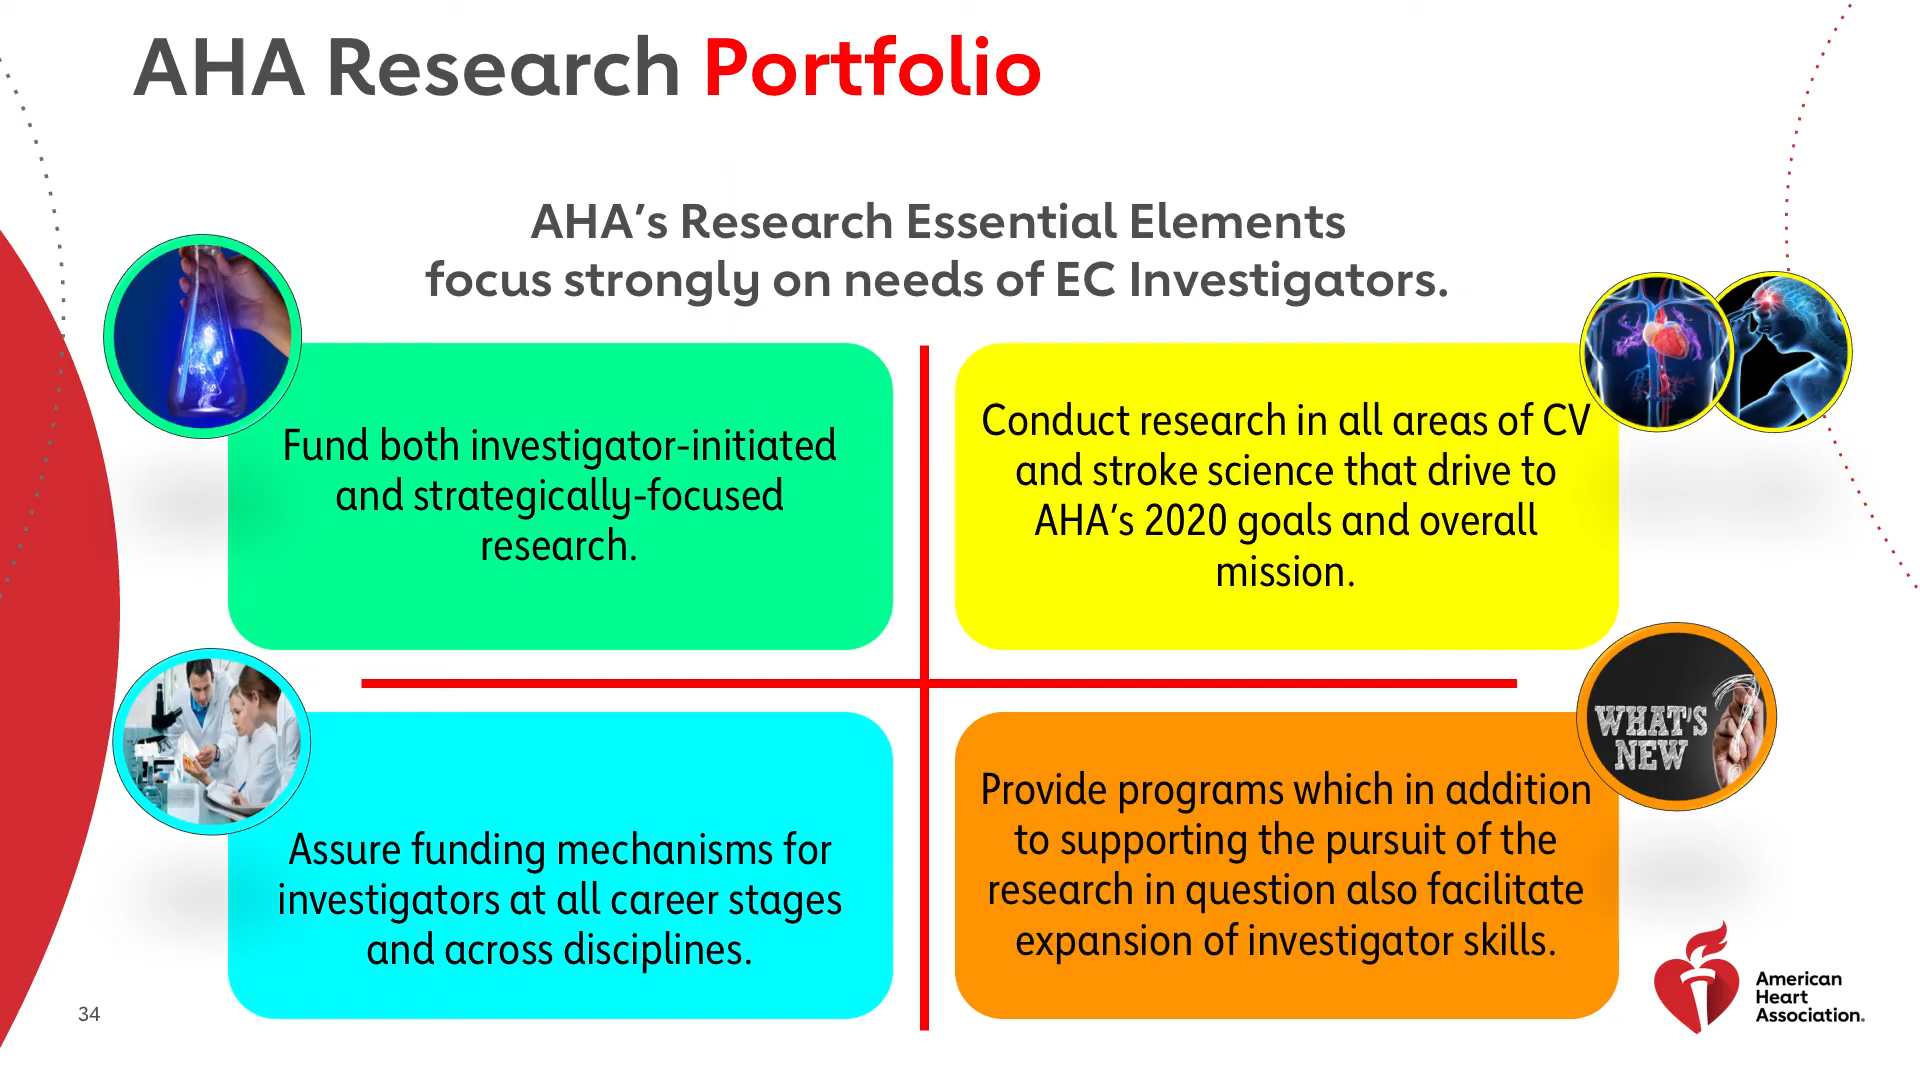 AHA Research Portfolio
AHA's Research Essential Elements
focus strongly on needs of EC Investigators.
Fund both investigator-initiated
and strategically-focused
research.
Conduct research in all areas of CV
and stroke science that drive to
AHA's 2020 goals and overall
mission.
WHAT'S
NEW
Assure funding mechanisms for
investigators at all career stages
and across disciplines.
Provide programs which in addition
to supporting the pursuit of the
research in question also facilitate
expansion of investigator skills.
34
American
Heart
Association.